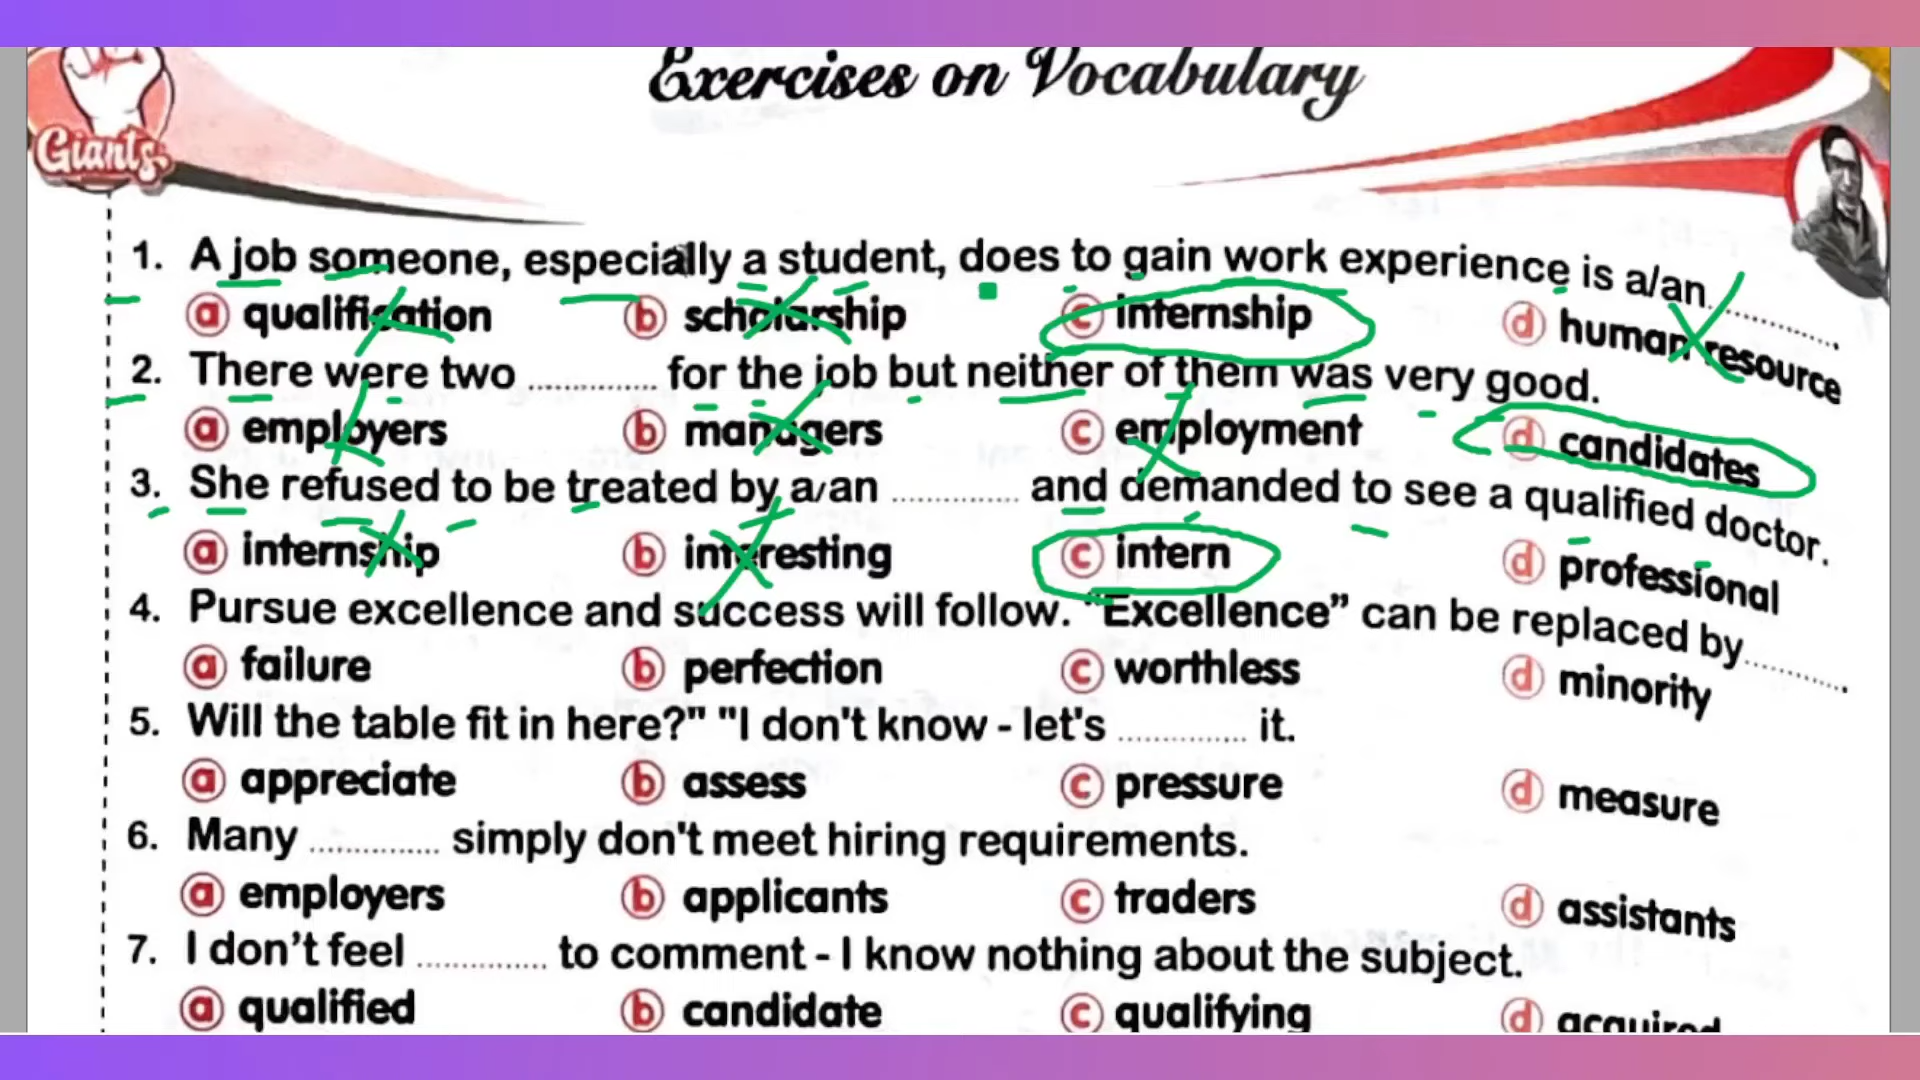 Exercises on Vocabulary
Giants
1. A job someone, especially a student, does to gain work experience is a/an ..............
a qualification b scholarship c internship d human resource
2. There were two .............. for the job but neither of them was very good.
a employers b managers c employment d candidates
3. She refused to be treated by a/an .............. and demanded to see a qualified doctor.
a internship b interesting c intern d professional
4. Pursue excellence and success will follow. "Excellence" can be replaced by ..............
a failure b perfection c worthless d minority
5. Will the table fit in here?" "I don't know - let's .............. it.
a appreciate b assess c pressure d measure
6. Many .............. simply don't meet hiring requirements.
a employers b applicants c traders d assistants
7. I don't feel .............. to comment - I know nothing about the subject.
a qualified b candidate c qualifying d acquired